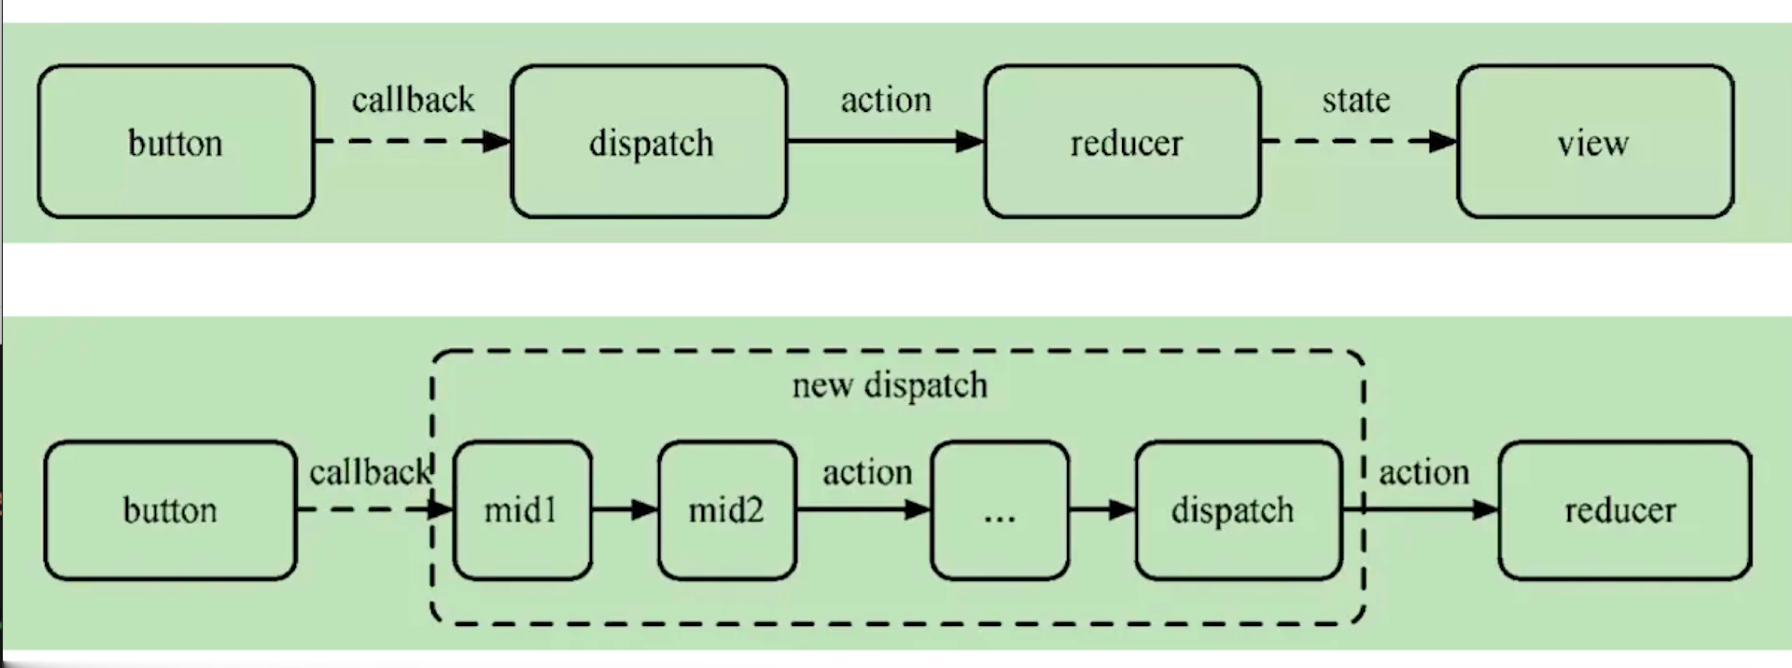 callback
action
state
button
dispatch
reducer
view
new dispatch
callback
action
action
button
mid1
mid2
...
dispatch
reducer